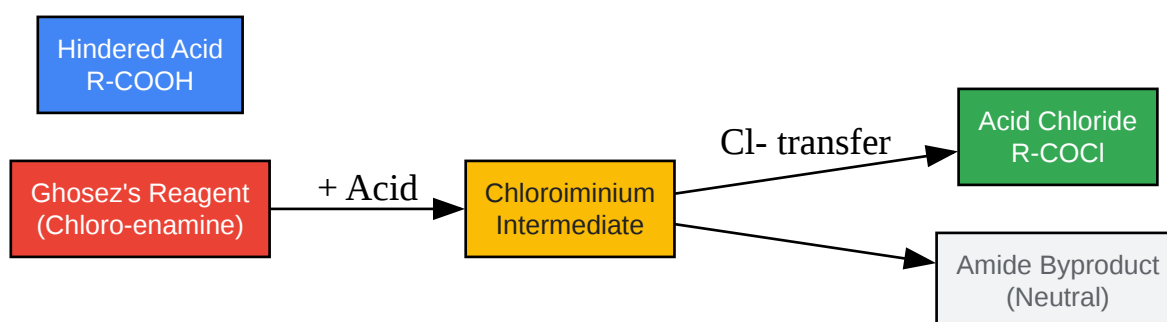 Hindered Acid
R-COOH
Ghosez's Reagent
(Chloro-enamine)
+ Acid
Chloroiminium
Intermediate
Cl- transfer
Acid Chloride
R-COCl
Amide Byproduct
(Neutral)